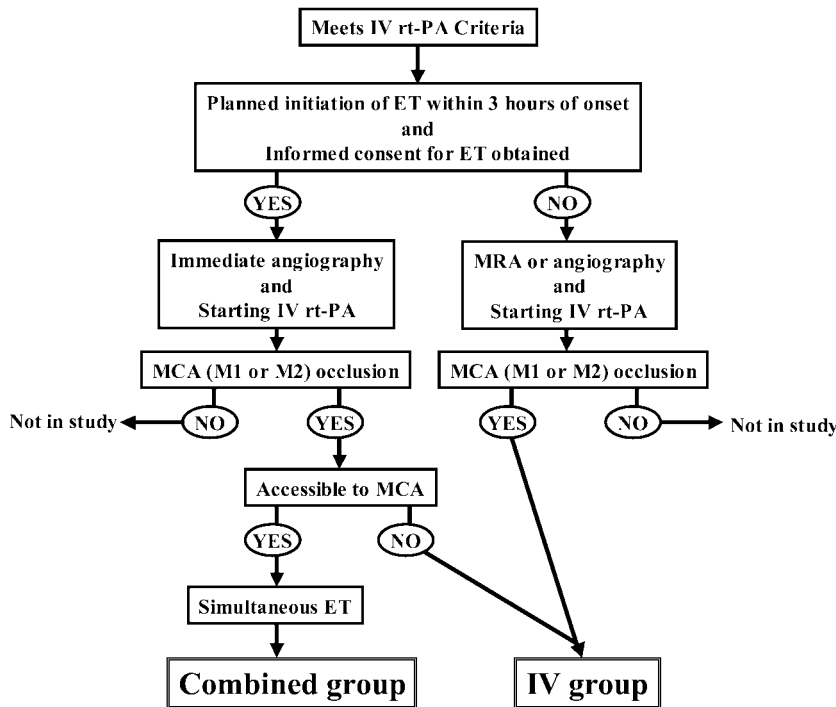 Meets IV rt-PA Criteria
Planned initiation of ET within 3 hours of onset
and
Informed consent for ET obtained
YES
NO
Immediate angiography
and
Starting IV rt-PA
MRA or angiography
and
Starting IV rt-PA
MCA (M1 or M2) occlusion
MCA (M1 or M2) occlusion
Not in study
NO
YES
YES
NO
Not in study
Accessible to MCA
YES
NO
Simultaneous ET
Combined group
IV group